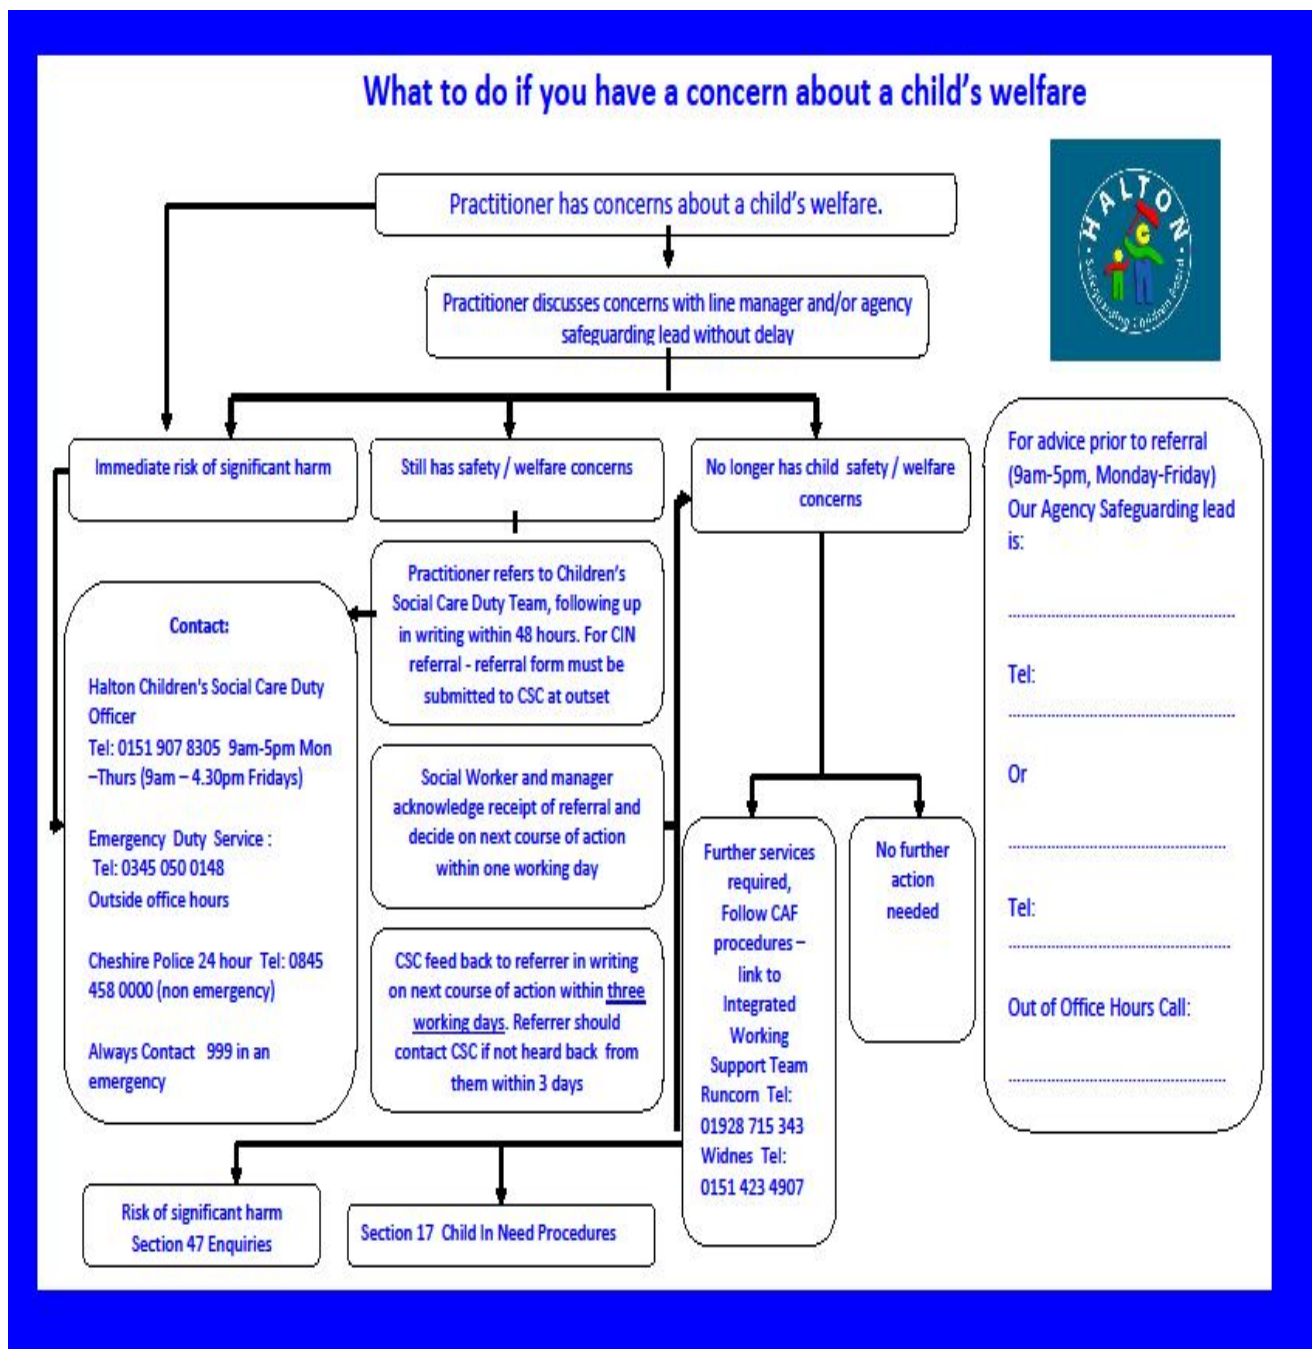 What to do if you have a concern about a child's welfare
HALTON
Safeguarding Children Board
Practitioner has concerns about a child's welfare.
Practitioner discusses concerns with line manager and/or agency
safeguarding lead without delay
Immediate risk of significant harm
Still has safety / welfare concerns
No longer has child safety / welfare
concerns
Practitioner refers to Children's
Social Care Duty Team, following up
in writing within 48 hours. For CIN
referral - referral form must be
submitted to CSC at outset
Contact:
Halton Children's Social Care Duty
Officer
Tel: 0151 907 8305 9am-5pm Mon
–Thurs (9am – 4.30pm Fridays)
Emergency Duty Service :
Tel: 0345 050 0148
Outside office hours
Cheshire Police 24 hour Tel: 0845
458 0000 (non emergency)
Always Contact 999 in an
emergency
Social Worker and manager
acknowledge receipt of referral and
decide on next course of action
within one working day
CSC feed back to referrer in writing
on next course of action within three
working days. Referrer should
contact CSC if not heard back from
them within 3 days
Further services
required,
Follow CAF
procedures –
link to
Integrated
Working
Support Team
Runcorn Tel:
01928 715 343
Widnes Tel:
0151 423 4907
No further
action
needed
For advice prior to referral
(9am-5pm, Monday-Friday)
Our Agency Safeguarding lead
is:
Tel:
Or
Tel:
Out of Office Hours Call:
Risk of significant harm
Section 47 Enquiries
Section 17 Child In Need Procedures